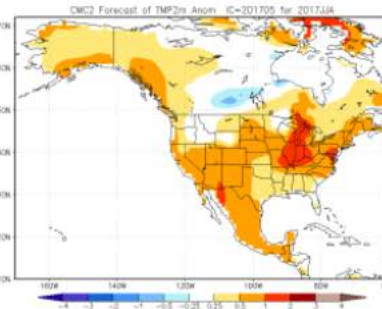 CMC2 Forecast of TMP2m Anom IC=201705 for 2017JJA
70N
60N
50N
40N
30N
20N
10N
160W 140W 120W 100W 80W
-4 -3 -2 -1 -0.5 -0.25 0.25 0.5 1 2 3 4